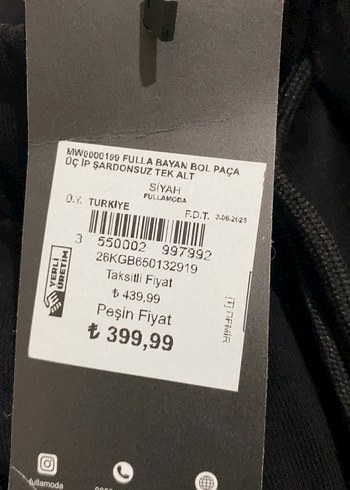 MW0000199 FULLA BAYAN BOL PAÇA
ÜÇ İP ŞARDONSUZ TEK ALT
SİYAH
FULLAMODA
Ü.Y. TURKIYE
F.D.T.
3 550002 997992
26KGB650132919
Taksitli Fiyat
₺ 439,99
Peşin Fiyat
₺ 399,99
YERLİ
ÜRETİM
fullamoda